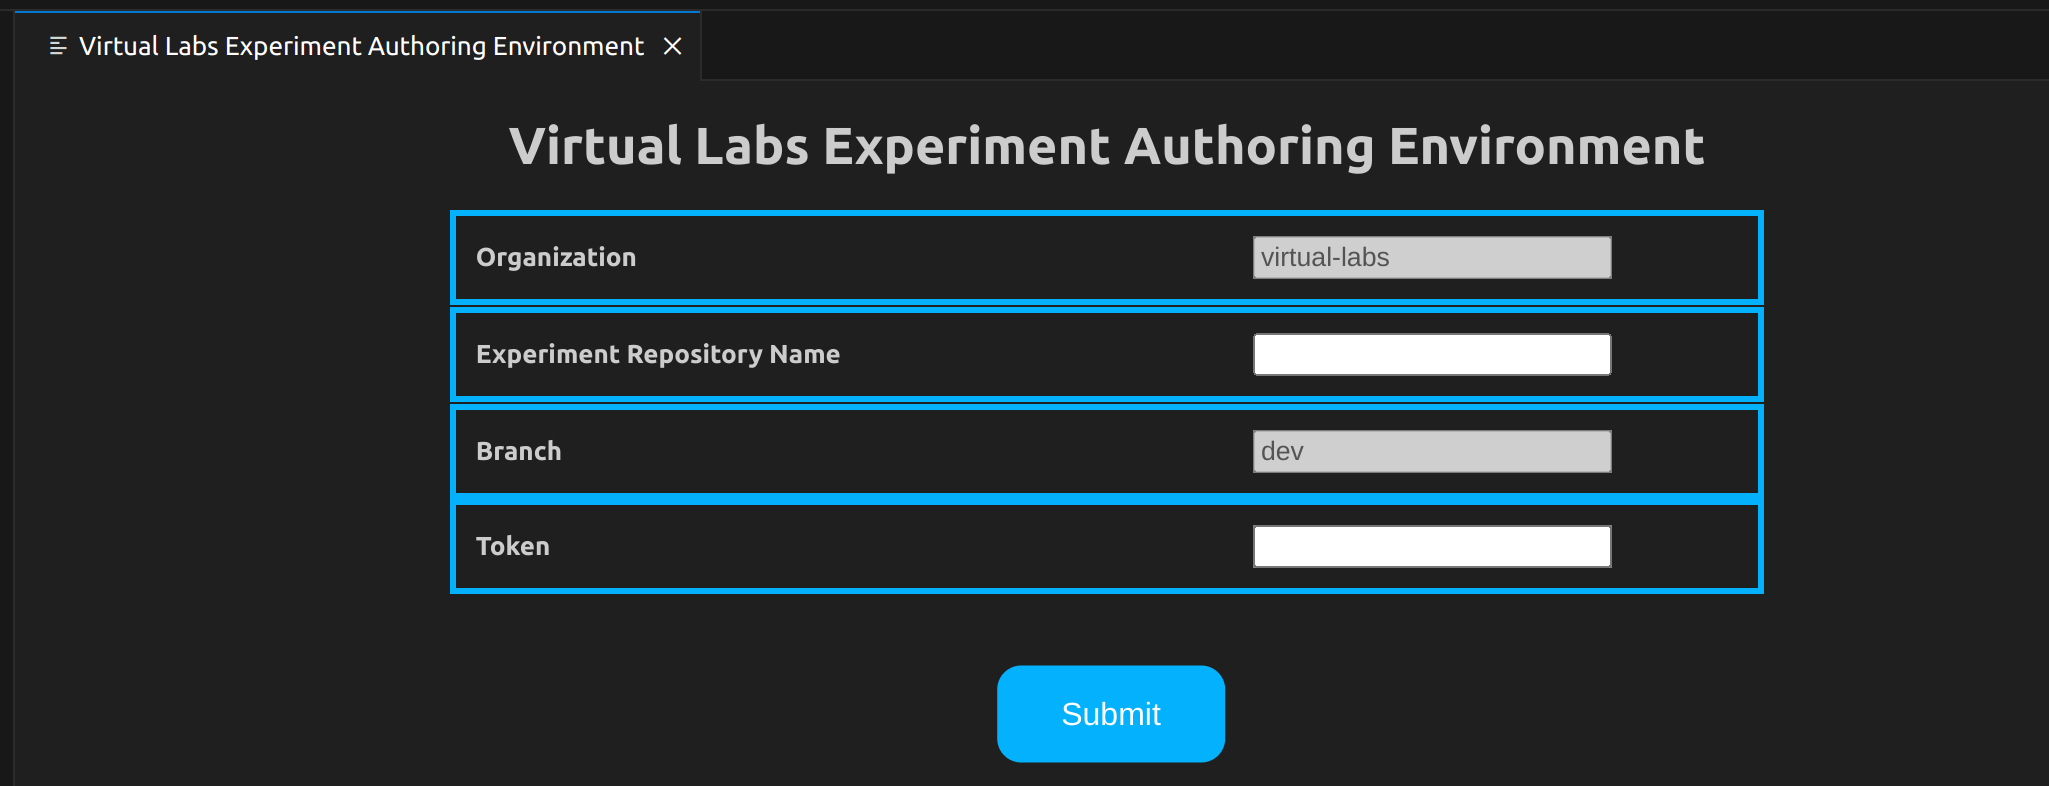 Virtual Labs Experiment Authoring Environment
Virtual Labs Experiment Authoring Environment
Organization virtual-labs
Experiment Repository Name
Branch dev
Token
Submit